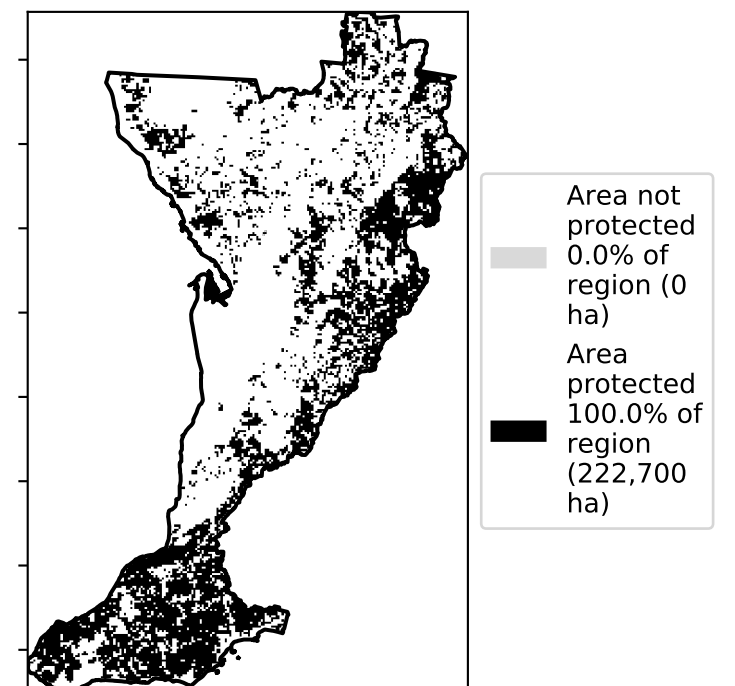 Area not
protected
0.0% of
region (0
ha)
Area
protected
100.0% of
region
(222,700
ha)